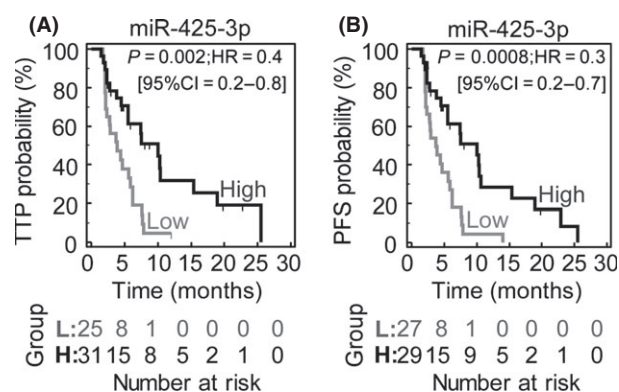 (A) miR-425-3p
P = 0.002;HR = 0.4
[95%CI = 0.2–0.8)
TTP probability (%)
100
80
60
40
20
0
High
Low
0 5 10 15 20 25 30
Time (months)
Group
L:25 8 1 0 0 0 0
H:31 15 8 5 2 1 0
Number at risk
(B) miR-425-3p
P = 0.0008;HR = 0.3
[95%CI = 0.2–0.7]
PFS probability (%)
100
80
60
40
20
0
High
Low
0 5 10 15 20 25 30
Time (months)
Group
L:27 8 1 0 0 0 0
H:29 15 9 5 2 1 0
Number at risk